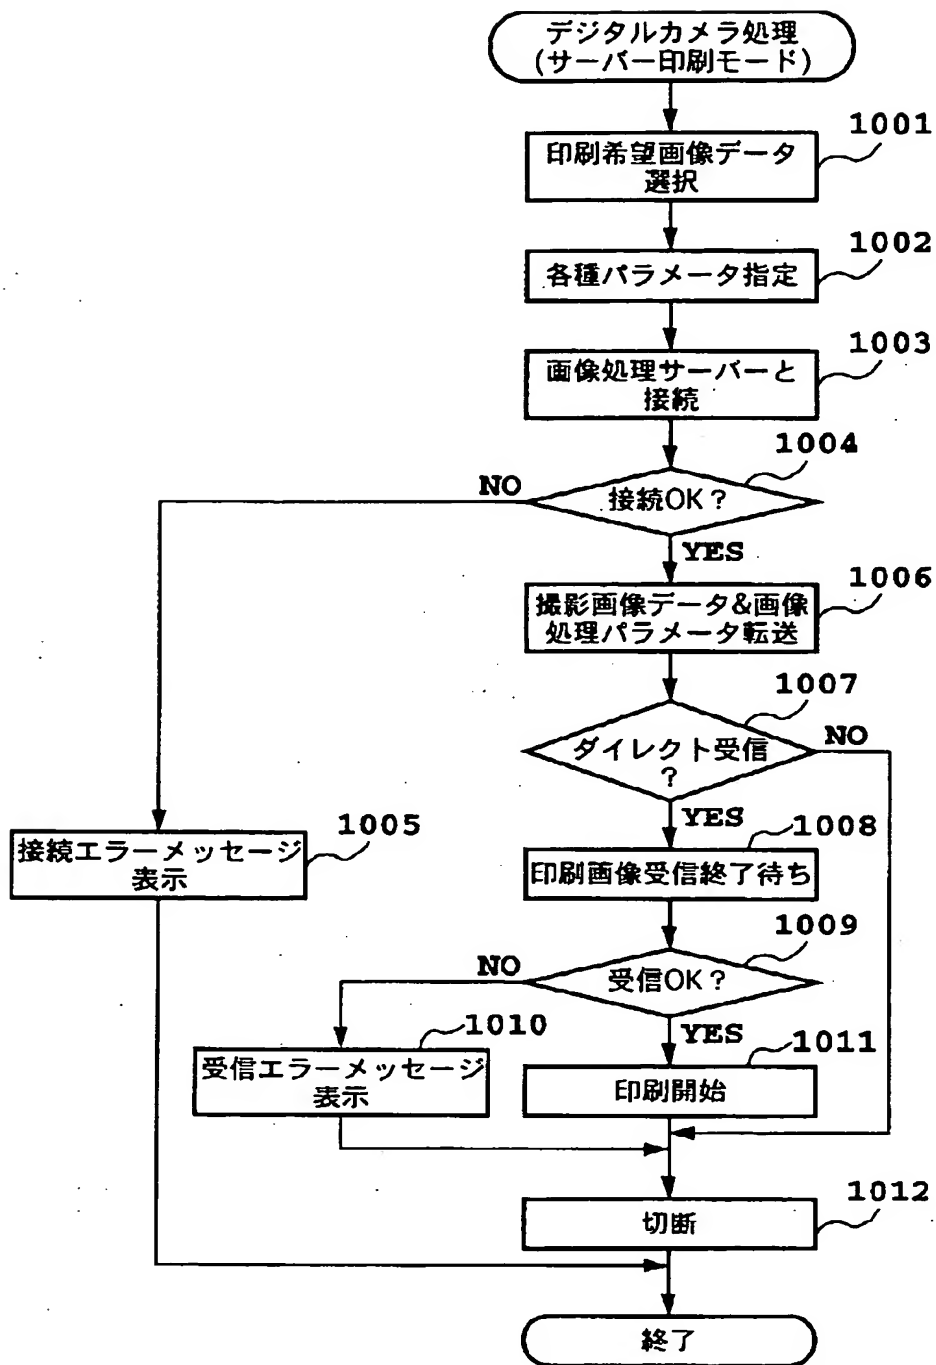 デジタルカメラ処理
(サーバー印刷モード)
1001
印刷希望画像データ
選択
1002
各種パラメータ指定
1003
画像処理サーバーと
接続
1004
NO
接続OK？
YES
1006
撮影画像データ&画像
処理パラメータ転送
1007
ダイレクト受信
？
NO
YES
1005
接続エラーメッセージ
表示
1008
印刷画像受信終了待ち
1009
NO
受信OK？
YES
1010
受信エラーメッセージ
表示
1011
印刷開始
1012
切断
終了